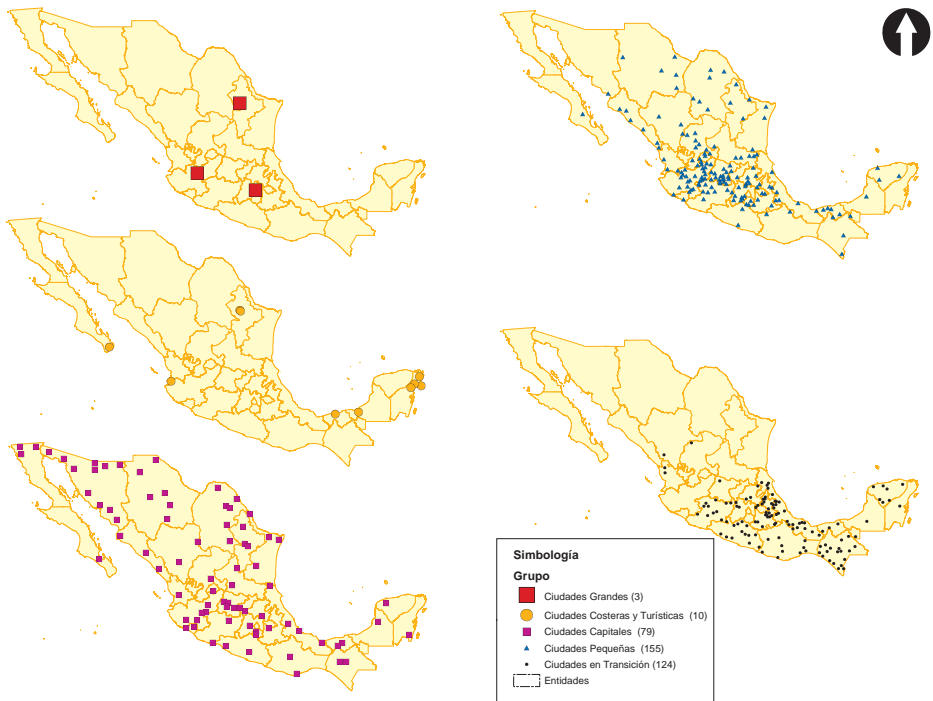 Simbología
Grupo
Ciudades Grandes (3)
Ciudades Costeras y Turísticas (10)
Ciudades Capitales (79)
Ciudades Pequeñas (155)
Ciudades en Transición (124)
Entidades